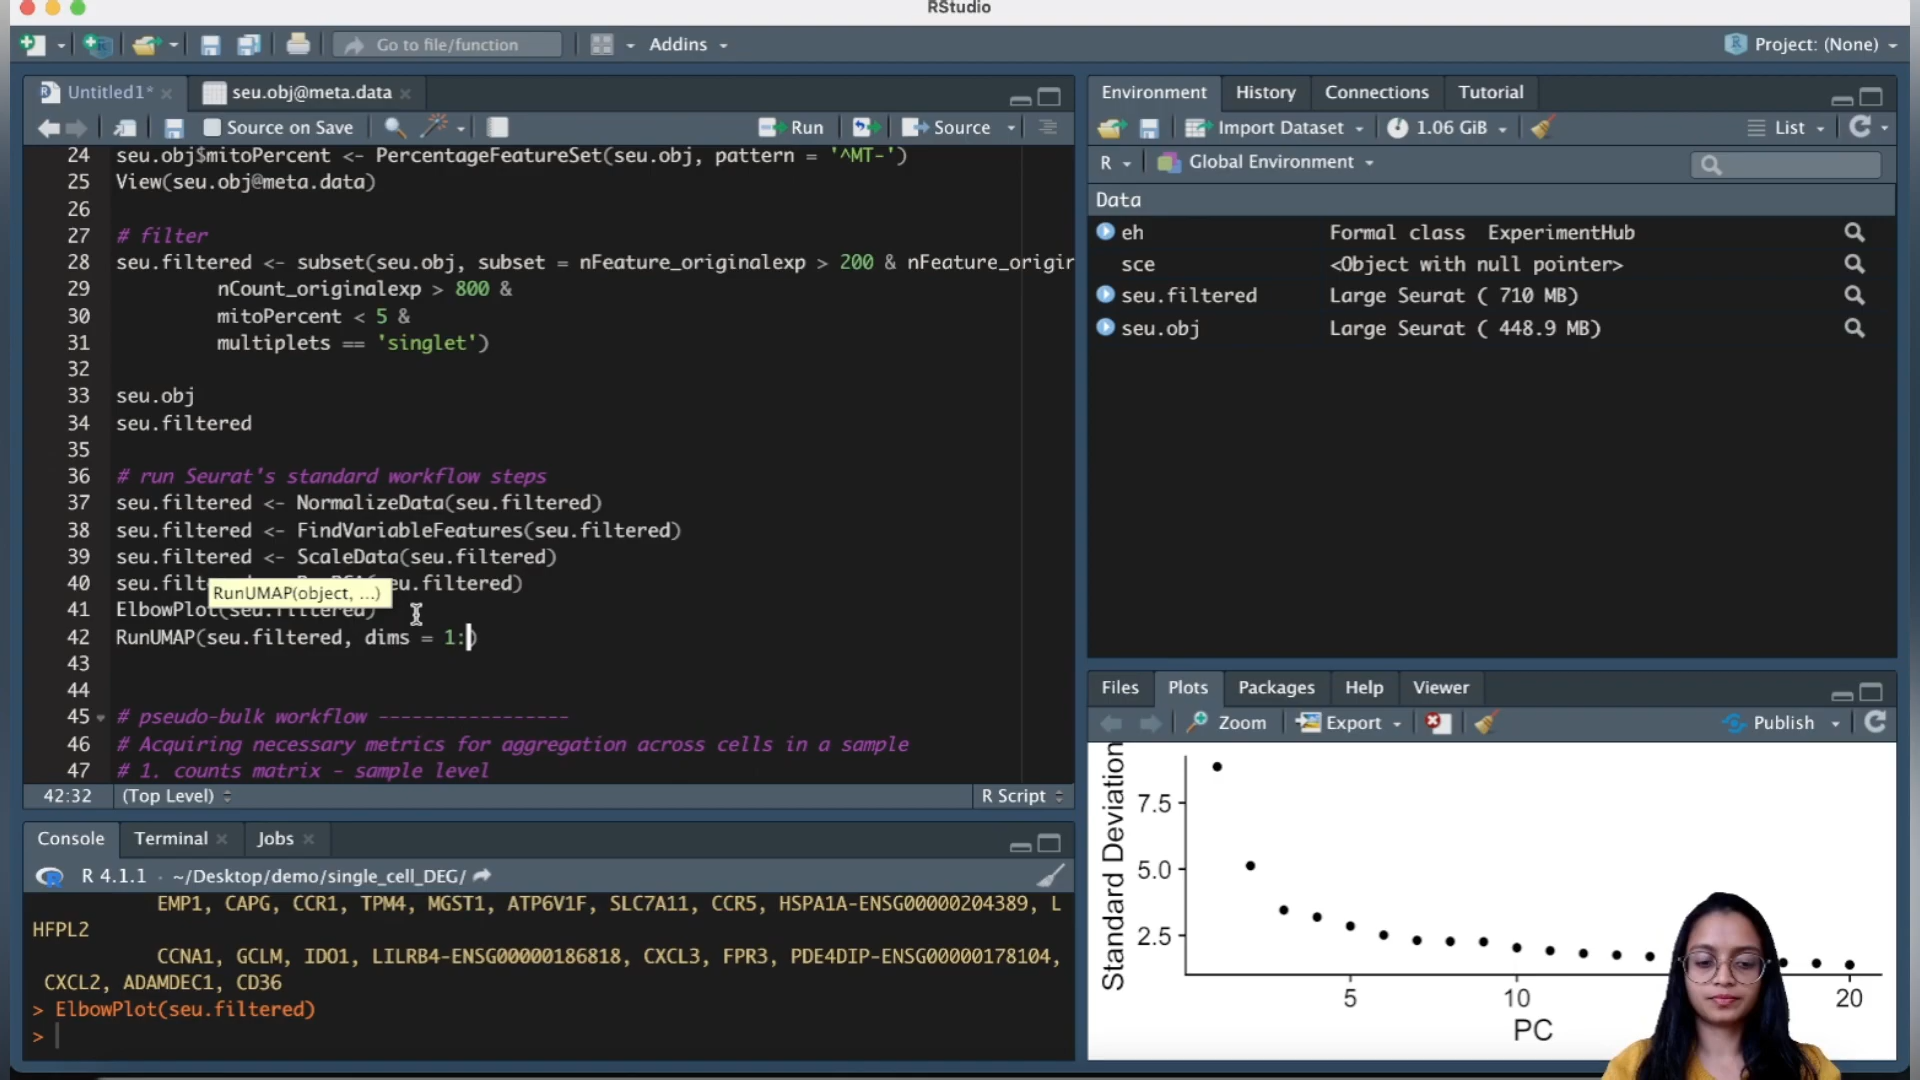 RStudio
Go to file/function
Addins
Project: (None)
Untitled1*
seu.obj@meta.data
Source on Save
Run
Source
24 seu.obj$mitoPercent <- PercentageFeatureSet(seu.obj, pattern = '^MT-')
25 View(seu.obj@meta.data)
26
27 # filter
28 seu.filtered <- subset(seu.obj, subset = nFeature_originalexp > 200 & nFeature_origin
29 nCount_originalexp > 800 &
30 mitoPercent < 5 &
31 multiplets == 'singlet')
32
33 seu.obj
34 seu.filtered
35
36 # run Seurat's standard workflow steps
37 seu.filtered <- NormalizeData(seu.filtered)
38 seu.filtered <- FindVariableFeatures(seu.filtered)
39 seu.filtered <- ScaleData(seu.filtered)
40 seu.filt eu.filtered)
RunUMAP(object, ...)
41 ElbowPlot(seu.filtered)
42 RunUMAP(seu.filtered, dims = 1:)
43
44
45 # pseudo-bulk workflow -----------------
46 # Acquiring necessary metrics for aggregation across cells in a sample
47 # 1. counts matrix - sample level
42:32 (Top Level) R Script
Console Terminal Jobs
R 4.1.1 · ~/Desktop/demo/single_cell_DEG/
EMP1, CAPG, CCR1, TPM4, MGST1, ATP6V1F, SLC7A11, CCR5, HSPA1A-ENSG00000204389, L
HFPL2
CCNA1, GCLM, IDO1, LILRB4-ENSG00000186818, CXCL3, FPR3, PDE4DIP-ENSG00000178104,
CXCL2, ADAMDEC1, CD36
> ElbowPlot(seu.filtered)
>
Environment History Connections Tutorial
Import Dataset 1.06 GiB List
R Global Environment
Data
eh Formal class ExperimentHub
sce <Object with null pointer>
seu.filtered Large Seurat ( 710 MB)
seu.obj Large Seurat ( 448.9 MB)
Files Plots Packages Help Viewer
Zoom Export Publish
Standard Deviation
7.5
5.0
2.5
5 10 20
PC